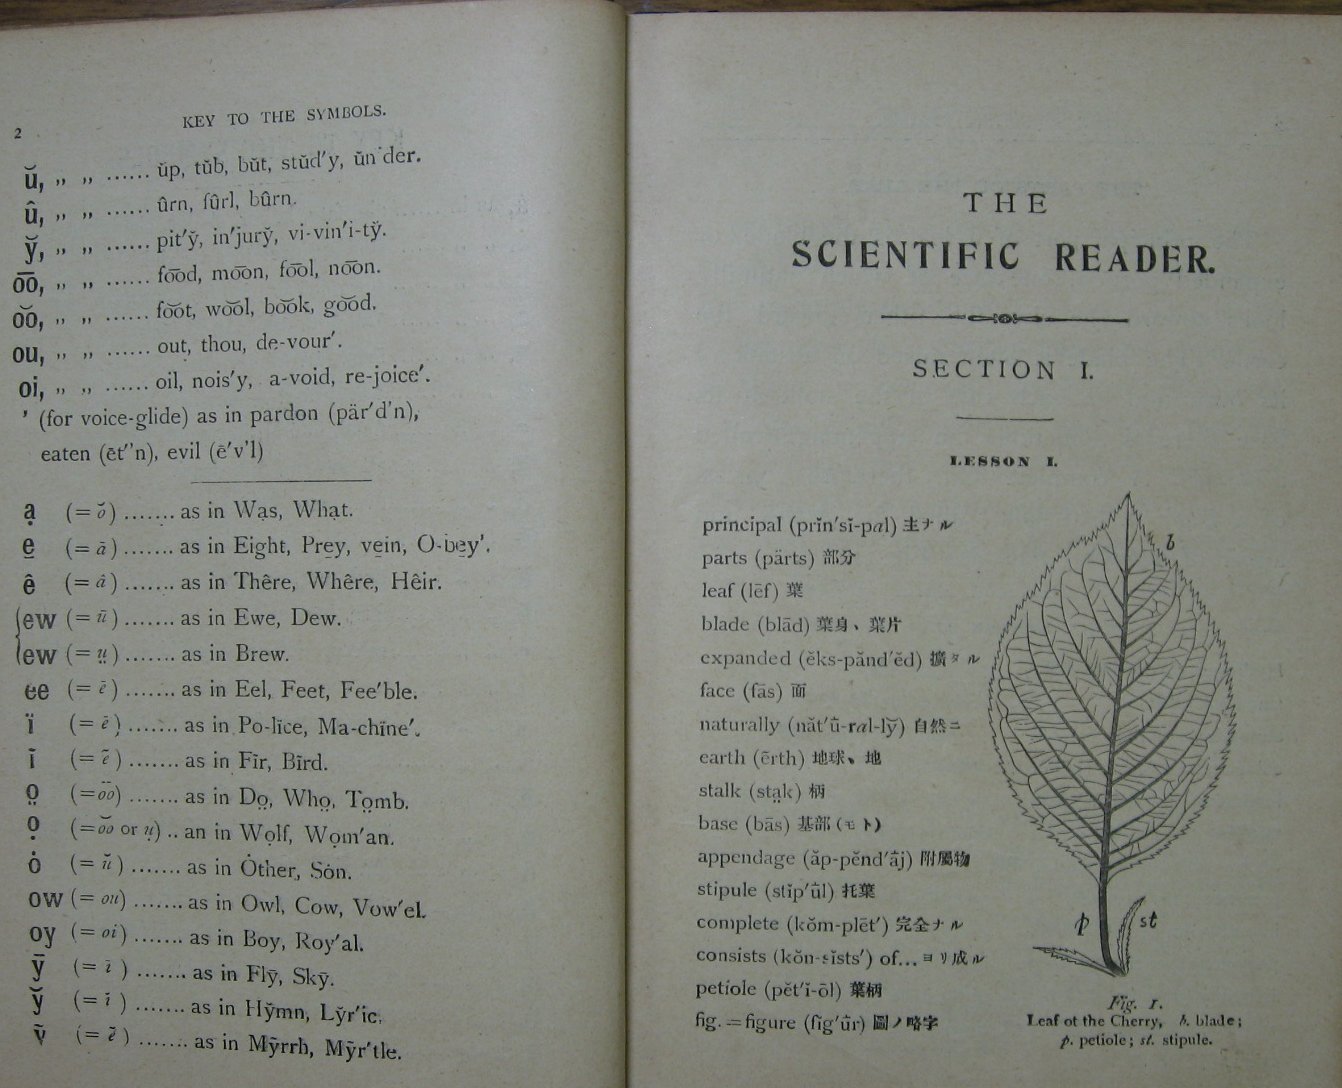 2
KEY TO THE SYMBOLS.
ŭ, ,, ,, ...... ŭp, tŭb, bŭt, stŭd′y, ŭn′der.
û, ,, ,, ...... ûrn, fûrl, bûrn.
y̆, ,, ,, ...... pit′y̆, in′jury̆, vi-vin′i-ty̆.
o͞o, ,, ,, ...... fo͞od, mo͞on, fo͞ol, no͞on.
o͝o, ,, ,, ...... fo͝ot, wo͝ol, bo͝ok, go͝od.
ou, ,, ,, ...... out, thou, de-vour′.
oi, ,, ,, ...... oil, nois′y, a-void, re-joice′.
’ (for voice-glide) as in pardon (pär′d’n),
eaten (ēt′’n), evil (ē′v’l)
ạ (= ŏ) ....... as in Wạs, Whạt.
e̱ (= ā) ....... as in Eight, Pre̱y, ve̱in, O-be̱y′.
ê (= â) ....... as in Thêre, Whêre, Hêir.
ew (= ū) ....... as in Ewe, Dew.
ew (= ṳ) ....... as in Brew.
ee (= ē) ....... as in Eel, Feet, Fee′ble.
ï (= ē) ....... as in Po-lïce, Ma-chïne′.
ĩ (= ẽ) ....... as in Fĩr, Bĩrd.
o̤ (= o͞o) ....... as in Do̤, Who̤, To̤mb.
ọ (= o͝o or ụ) .. an in Wọlf, Wọm′an.
ȯ (= ŭ) ....... as in Ȯther, Sȯn.
ow (= ou) ....... as in Owl, Cow, Vow′el.
oy (= oi) ....... as in Boy, Roy′al.
ȳ (= ī) ....... as in Flȳ, Skȳ.
y̆ (= ĭ) ....... as in Hy̆mn, Ly̆r′ic.
ỹ (= ẽ) ....... as in Mỹrrh, Mỹr′tle.
THE
SCIENTIFIC READER.
SECTION I.
LESSON I.
principal (prĭn′sĭ-pal) 主ナル
parts (pärts) 部分
leaf (lēf) 葉
blade (blād) 葉身、葉片
expanded (ĕks-pănd′ĕd) 擴タル
face (fās) 面
naturally (năt′û-ral-ly̆) 自然ニ
earth (ẽrth) 地球、地
stalk (sta̤k) 柄
base (bās) 基部(モト)
appendage (ăp-pĕnd′âj) 附屬物
stipule (stĭp′ûl) 托葉
complete (kŏm-plēt′) 完全ナル
consists (kŏn-sĭsts′) of... ヨリ成ル
petiole (pĕt′ĭ-ōl) 葉柄
fig. = figure (fĭg′ûr) 圖ノ略字
b
p
st
Fig. 1.
Leaf of the Cherry, b. blade;
p. petiole; st. stipule.